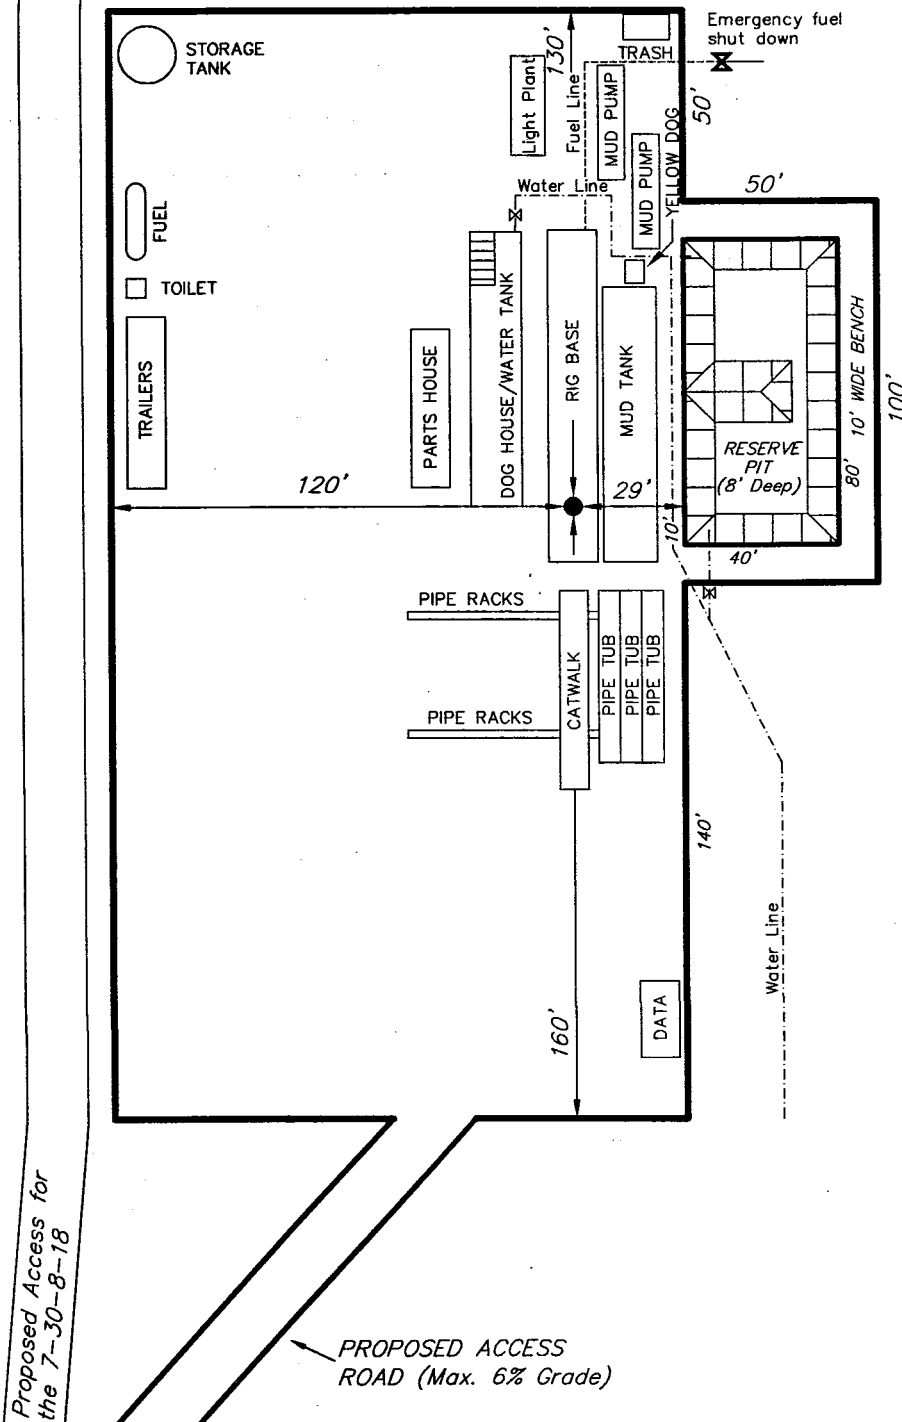 Emergency fuel
shut down
STORAGE
TANK
130'
TRASH
Light Plant
Fuel Line
MUD PUMP
50'
MUD PUMP
YELLOW DOG
50'
Water Line
FUEL
TOILET
TRAILERS
PARTS HOUSE
DOG HOUSE/WATER TANK
RIG BASE
MUD TANK
RESERVE
PIT
(8' Deep)
80'
10' WIDE BENCH
100'
120'
29'
10'
40'
PIPE RACKS
PIPE RACKS
CATWALK
PIPE TUB
PIPE TUB
PIPE TUB
140'
Water Line
160'
DATA
Proposed Access for
the 7-30-8-18
PROPOSED ACCESS
ROAD (Max. 6% Grade)